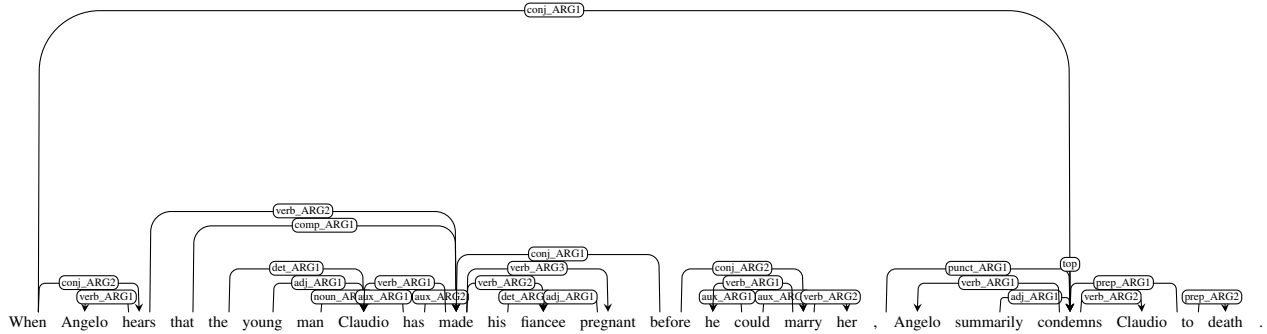 conj_ARG1
verb_ARG2
comp_ARG1
conj_ARG1
top
det_ARG1 verb_ARG3 conj_ARG2 punct_ARG1
conj_ARG2 adj_ARG1 verb_ARG1 verb_ARG2 verb_ARG1 verb_ARG1 prep_ARG1
verb_ARG1 aux_ARG1 aux_ARG2 adj_ARG1 aux_ARG1 verb_ARG2 adj_ARG1 verb_ARG2 prep_ARG2
When Angelo hears that the young man Claudio has made his fiancee pregnant before he could marry her , Angelo summarily condemns Claudio to death .